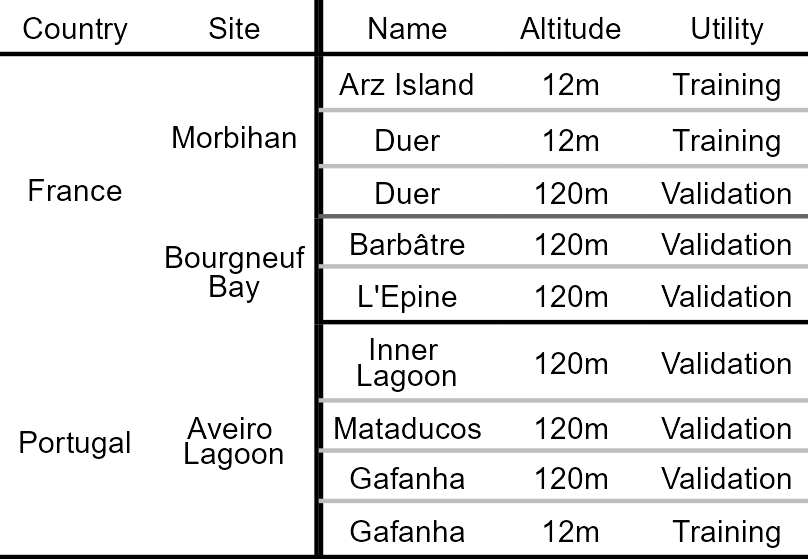 Country Site Name Altitude Utility
Arz Island 12m Training
Morbihan
Duer 12m Training
France
Duer 120m Validation
Bourgneuf
Bay
Barbâtre 120m Validation
L'Epine 120m Validation
Inner
Lagoon
120m Validation
Portugal
Aveiro
Lagoon
Mataducos 120m Validation
Gafanha 120m Validation
Gafanha 12m Training